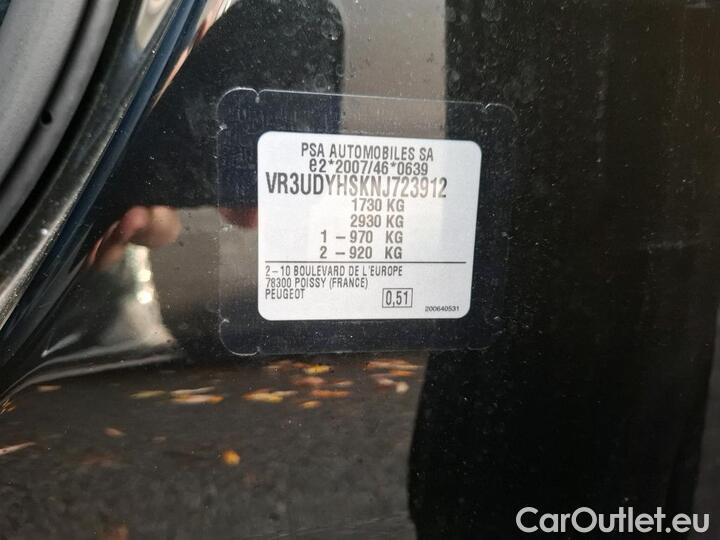 PSA AUTOMOBILES SA
e2*2007/46*0639
VR3UDYHSKNJ723912
1730 KG
2930 KG
1 - 970 KG
2 - 920 KG
2-10 BOULEVARD DE L'EUROPE
78300 POISSY (FRANCE)
PEUGEOT
0,51
200640531
CarOutlet.eu